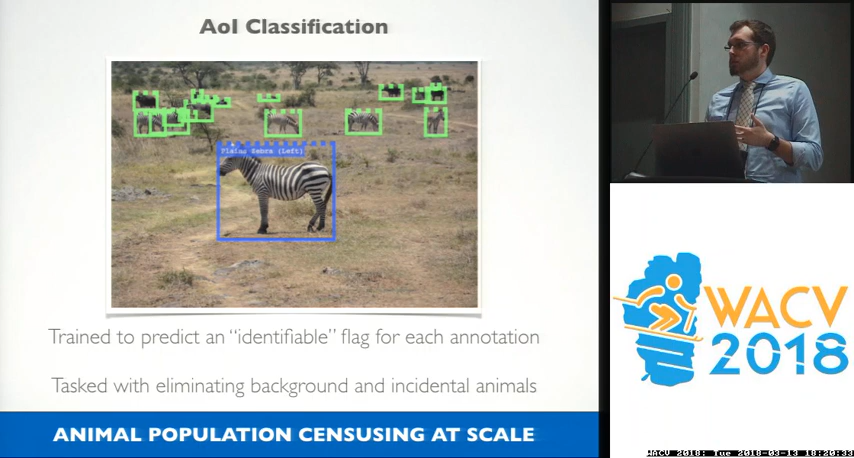 AoI Classification
Plains Zebra (Left)
Trained to predict an “identifiable” flag for each annotation
Tasked with eliminating background and incidental animals
ANIMAL POPULATION CENSUSING AT SCALE
WACV
2018
WACV 2018: Tue 2018-03-13 18:20:33